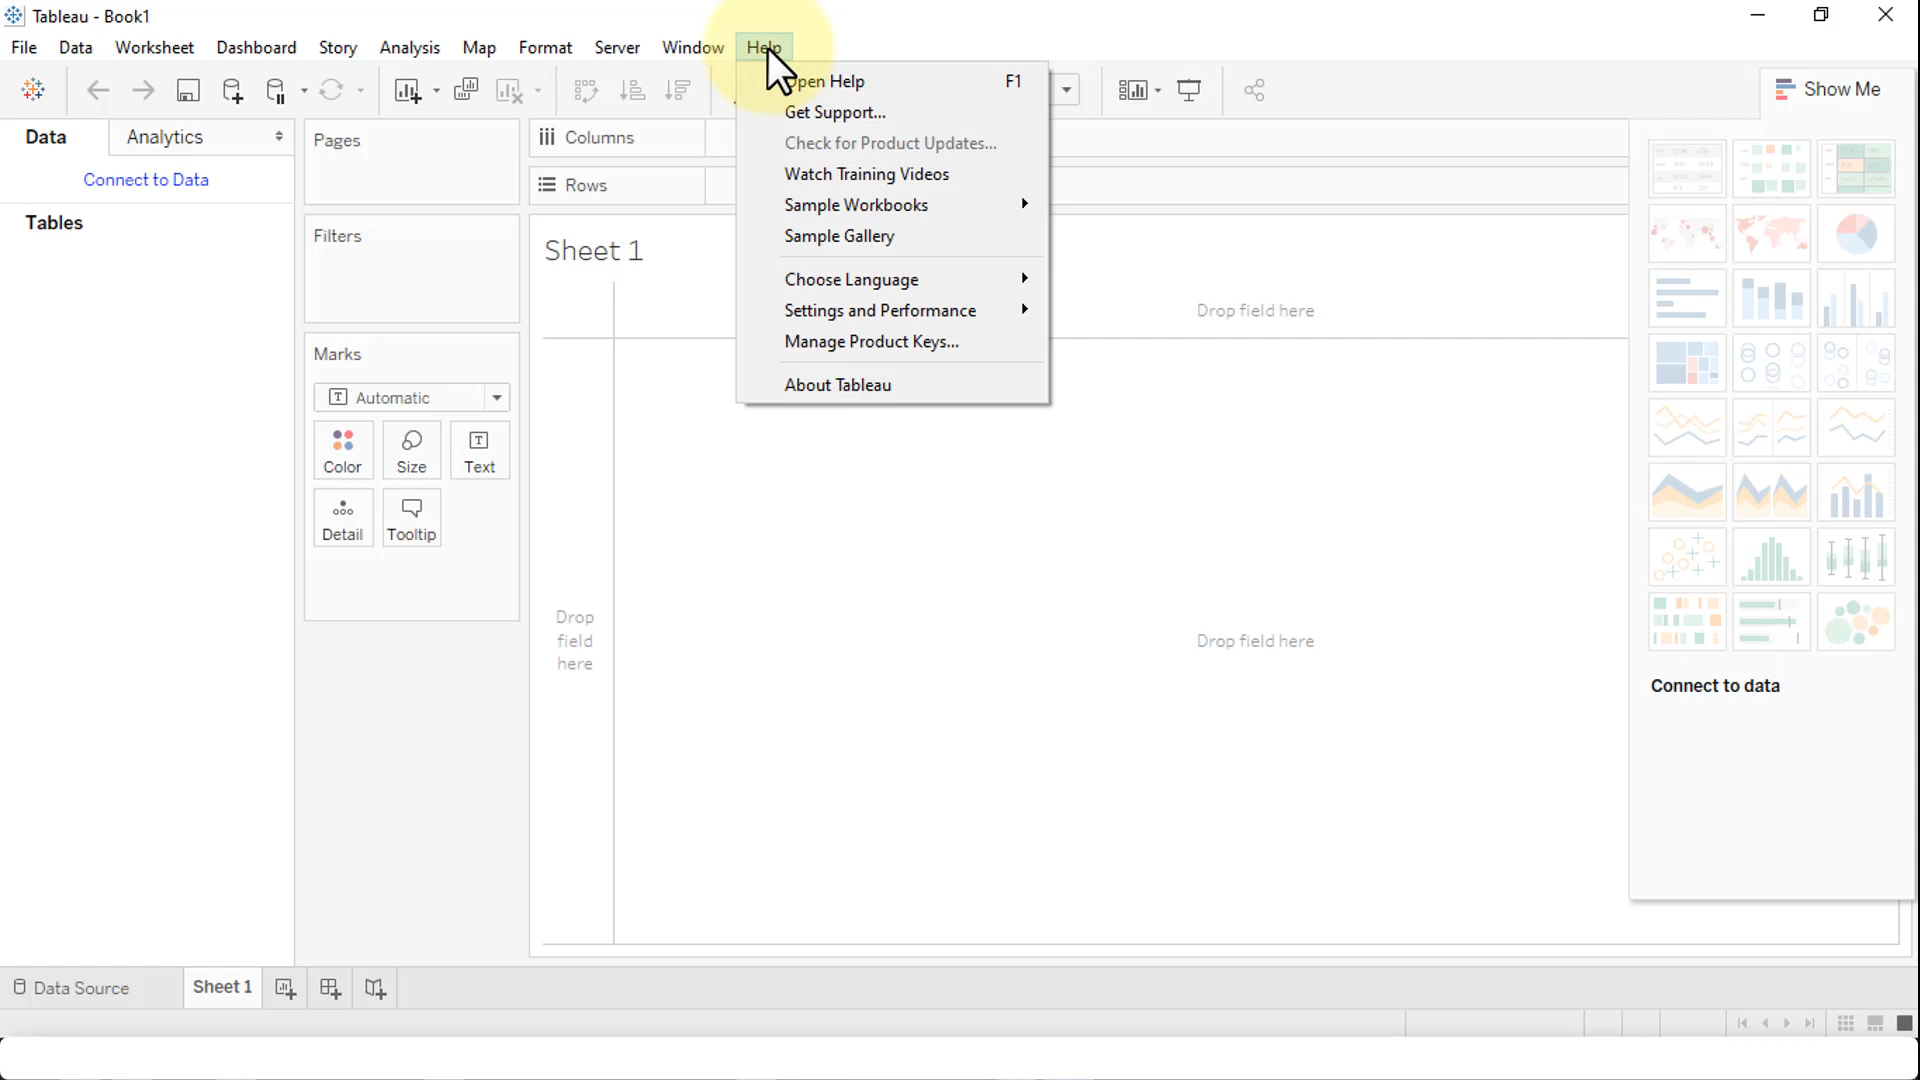 Tableau - Book1
File Data Worksheet Dashboard Story Analysis Map Format Server Window Help
Open Help F1
Get Support...
Check for Product Updates...
Watch Training Videos
Sample Workbooks
Sample Gallery
Choose Language
Settings and Performance
Manage Product Keys...
About Tableau
Show Me
Data Analytics
Connect to Data
Tables
Pages
Filters
Marks
Automatic
Color Size Text
Detail Tooltip
Columns
Rows
Sheet 1
Drop field here
Drop
field
here
Drop field here
Connect to data
Data Source Sheet 1